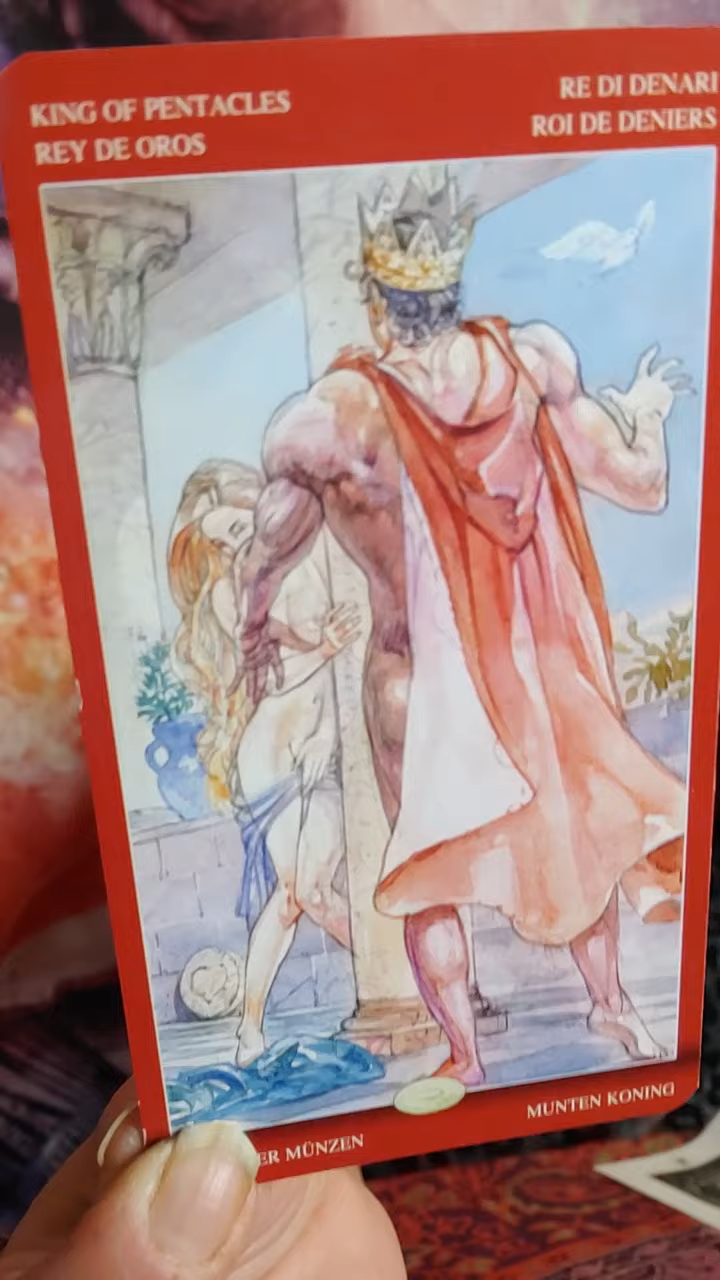 KING OF PENTACLES
REY DE OROS
RE DI DENARI
ROI DE DENIERS
ER MÜNZEN
MUNTEN KONING